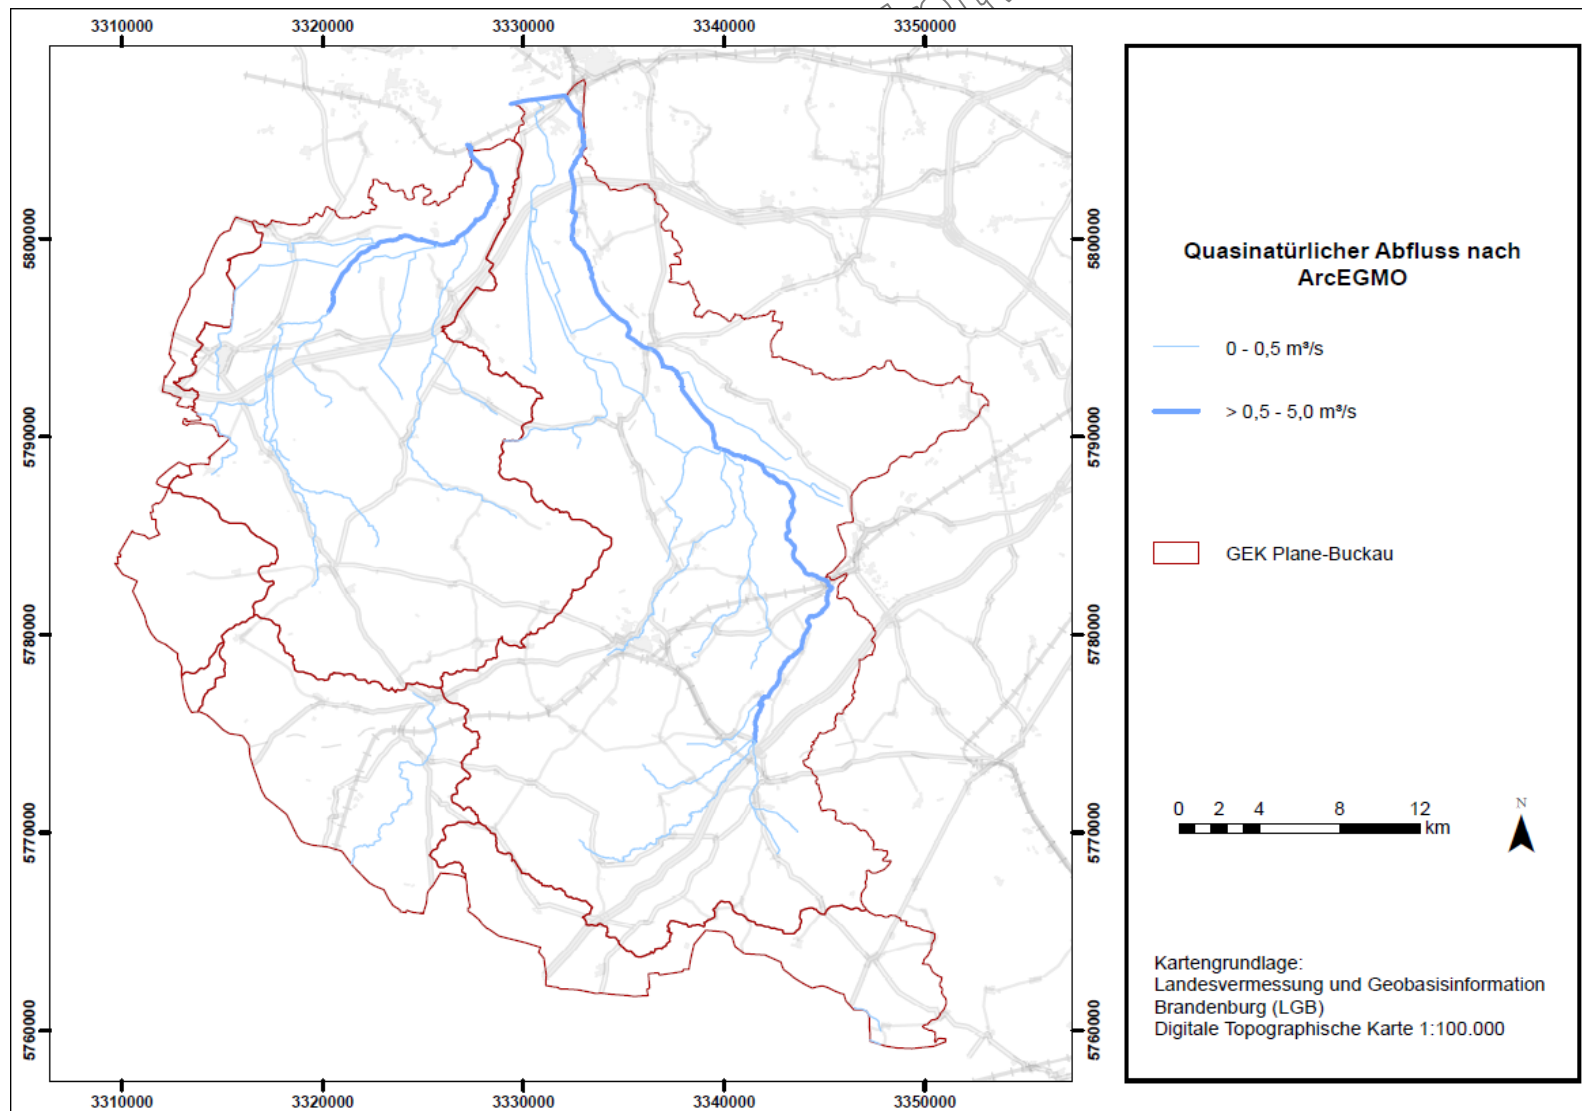 3310000 3320000 3330000 3340000 3350000
5800000 5800000
5790000 5790000
5780000 5780000
5770000 5770000
5760000 5760000
3310000 3320000 3330000 3340000 3350000
Quasinatürlicher Abfluss nach
ArcEGMO
0 - 0,5 m³/s
> 0,5 - 5,0 m³/s
GEK Plane-Buckau
0 2 4 8 12
km
N
Kartengrundlage:
Landesvermessung und Geobasisinformation
Brandenburg (LGB)
Digitale Topographische Karte 1:100.000